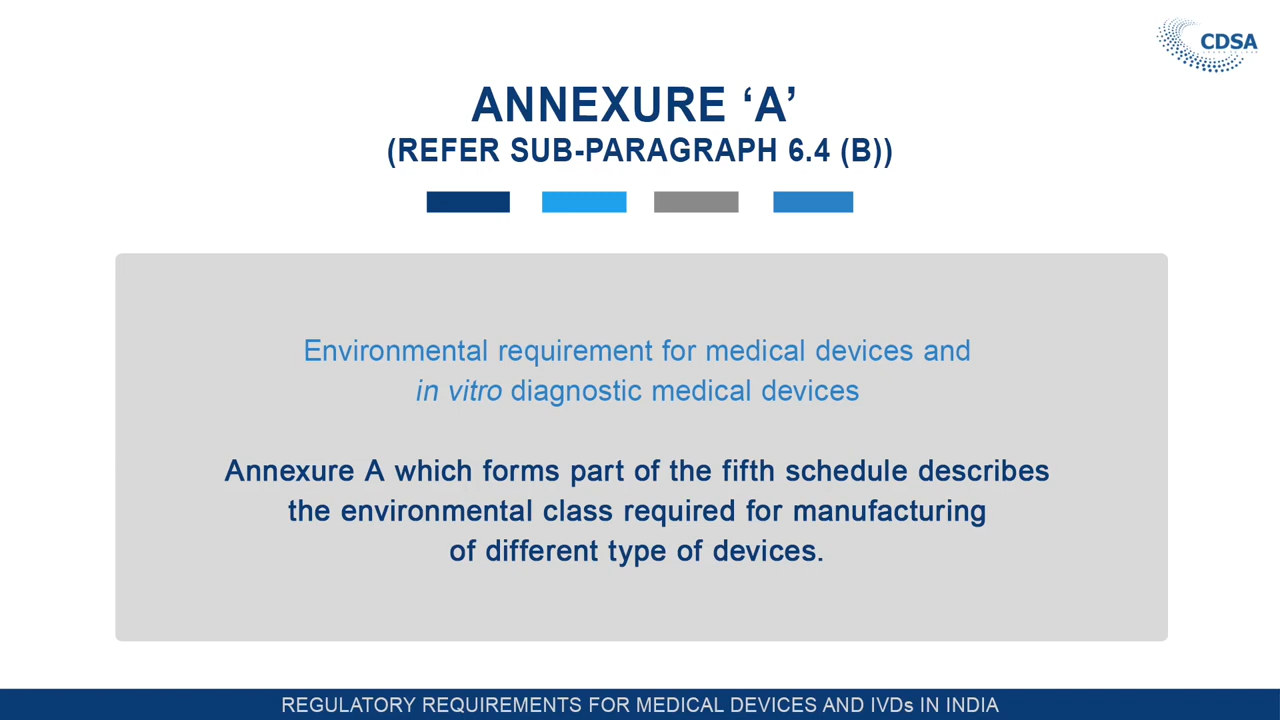 CDSA
ANNEXURE ‘A’
(REFER SUB-PARAGRAPH 6.4 (B))
Environmental requirement for medical devices and
in vitro diagnostic medical devices
Annexure A which forms part of the fifth schedule describes
the environmental class required for manufacturing
of different type of devices.
REGULATORY REQUIREMENTS FOR MEDICAL DEVICES AND IVDs IN INDIA